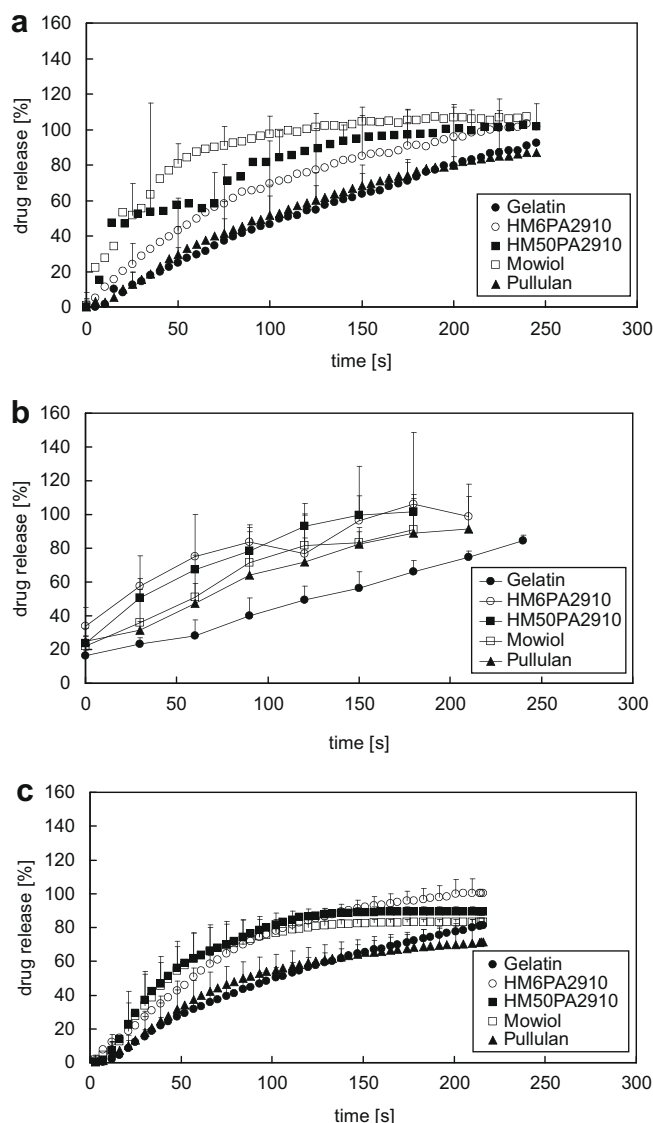 a
160
140
120
100
80
60
40
20
0
drug release [%]
Gelatin
HM6PA2910
HM50PA2910
Mowiol
Pullulan
0 50 100 150 200 250 300
time [s]
b
160
140
120
100
80
60
40
20
0
drug release [%]
Gelatin
HM6PA2910
HM50PA2910
Mowiol
Pullulan
0 50 100 150 200 250 300
time [s]
c
160
140
120
100
80
60
40
20
0
drug release [%]
Gelatin
HM6PA2910
HM50PA2910
Mowiol
Pullulan
0 50 100 150 200 250 300
time [s]